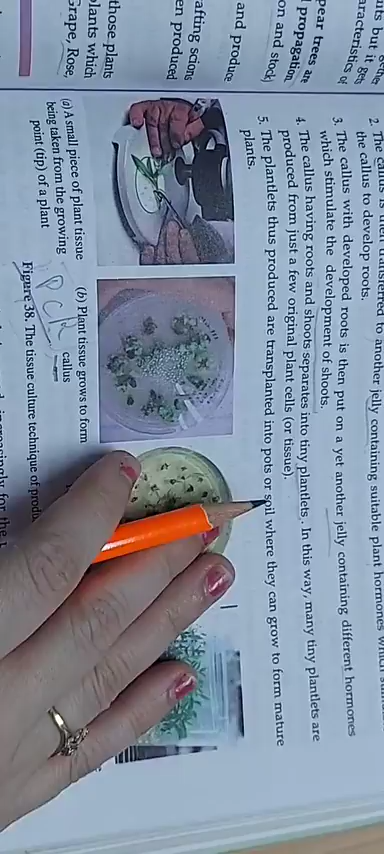 uts but it
aracteristics of
pear trees are
propagation,
on and stock)
and produce
rafting scions
en produced
those plants
plants which
Grape, Rose,
2. The is then transferred to another jelly containing suitable plant hormones which
the callus to develop roots.
3. The callus with developed roots is then put on a yet another jelly containing different hormones
which stimulate the development of shoots.
4. The callus having roots and shoots separates into tiny plantlets. In this way, many tiny plantlets are
produced from just a few original plant cells (or tissue).
5. The plantlets thus produced are transplanted into pots or soil where they can grow to form mature
plants.
(a) A small piece of plant tissue
being taken from the growing
point (tip) of a plant
(b) Plant tissue grows to form
callus
Figure 38. The tissue culture technique of produ